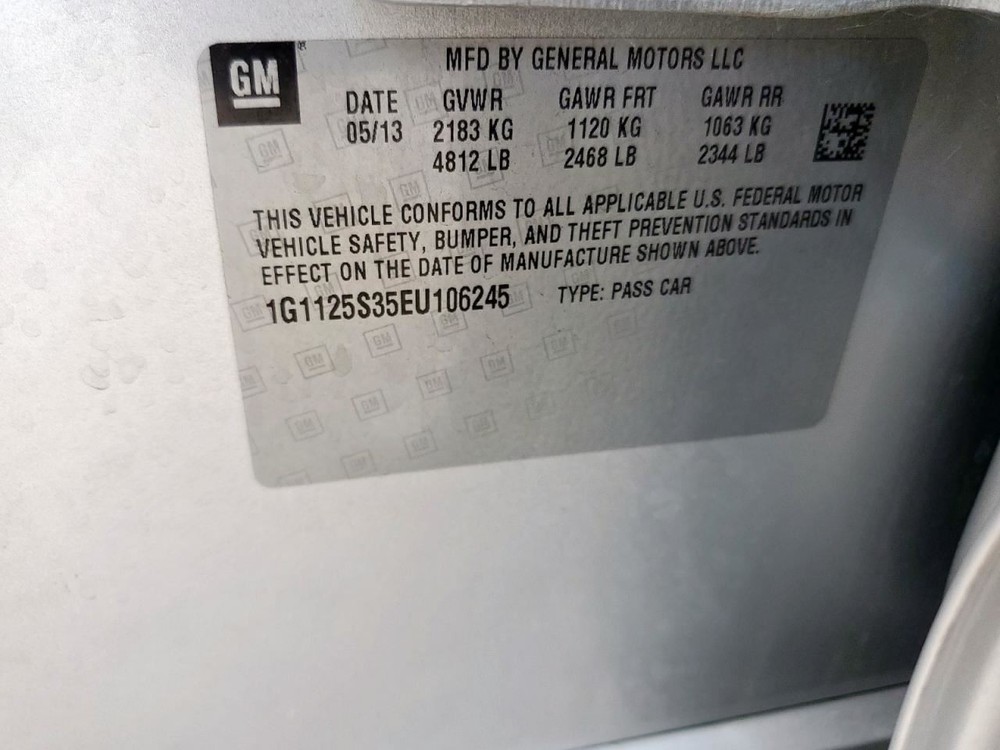 GM
MFD BY GENERAL MOTORS LLC
DATE GVWR GAWR FRT GAWR RR
05/13 2183 KG 1120 KG 1063 KG
4812 LB 2468 LB 2344 LB
THIS VEHICLE CONFORMS TO ALL APPLICABLE U.S. FEDERAL MOTOR
VEHICLE SAFETY, BUMPER, AND THEFT PREVENTION STANDARDS IN
EFFECT ON THE DATE OF MANUFACTURE SHOWN ABOVE.
1G1125S35EU106245 TYPE: PASS CAR